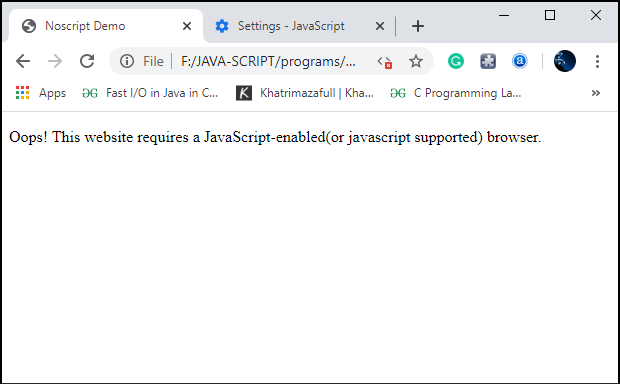 Noscript Demo
Settings - JavaScript
File
F:/JAVA-SCRIPT/programs/...
Apps
Fast I/O in Java in C...
Khatrimazafull | Kha...
C Programming La...
Oops! This website requires a JavaScript-enabled(or javascript supported) browser.